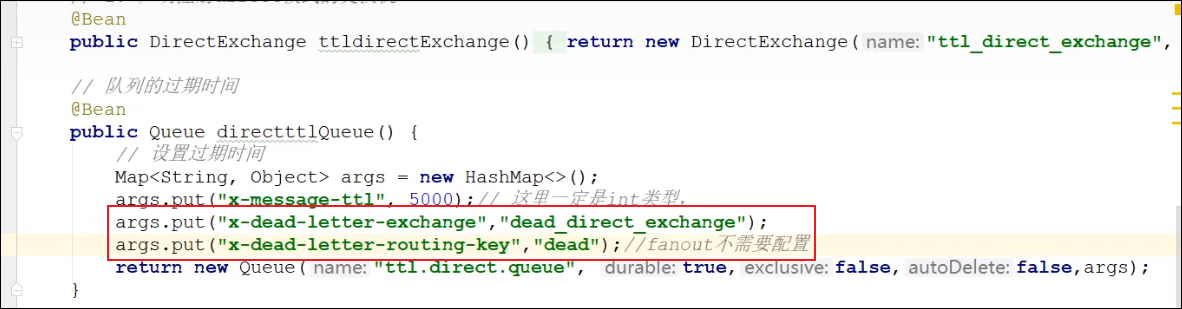 @Bean
public DirectExchange ttldirectExchange() { return new DirectExchange( name: "ttl_direct_exchange",
// 队列的过期时间
@Bean
public Queue directttlQueue() {
// 设置过期时间
Map<String, Object> args = new HashMap<>();
args.put("x-message-ttl", 5000);// 这里一定是int类型,
args.put("x-dead-letter-exchange","dead_direct_exchange");
args.put("x-dead-letter-routing-key","dead");//fanout不需要配置
return new Queue( name: "ttl.direct.queue", durable: true, exclusive: false, autoDelete: false,args);
}